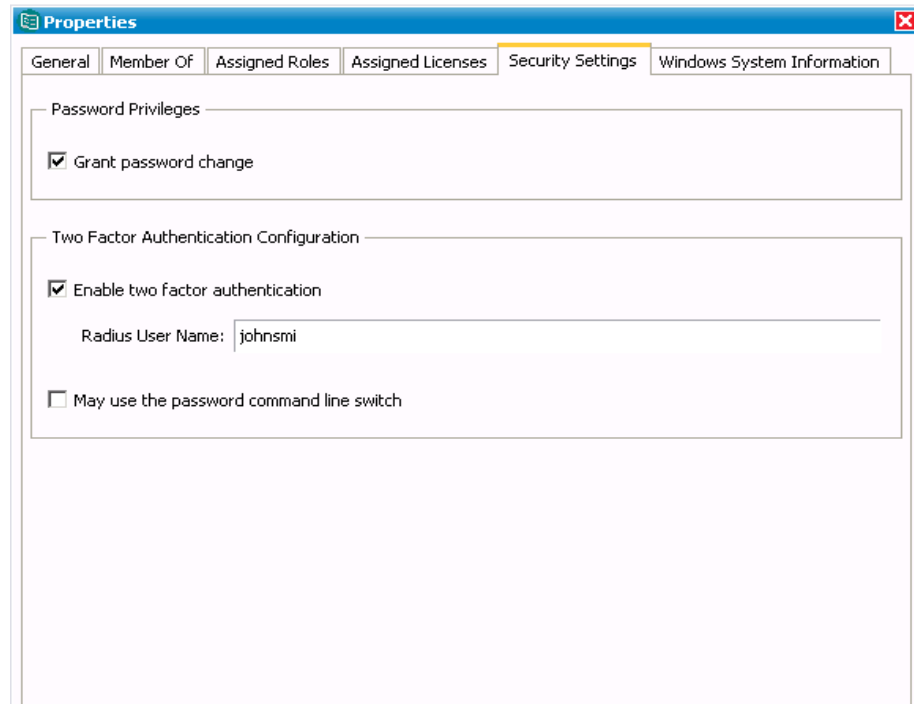 Properties
General Member Of Assigned Roles Assigned Licenses Security Settings Windows System Information
Password Privileges
Grant password change
Two Factor Authentication Configuration
Enable two factor authentication
Radius User Name: johnsmi
May use the password command line switch